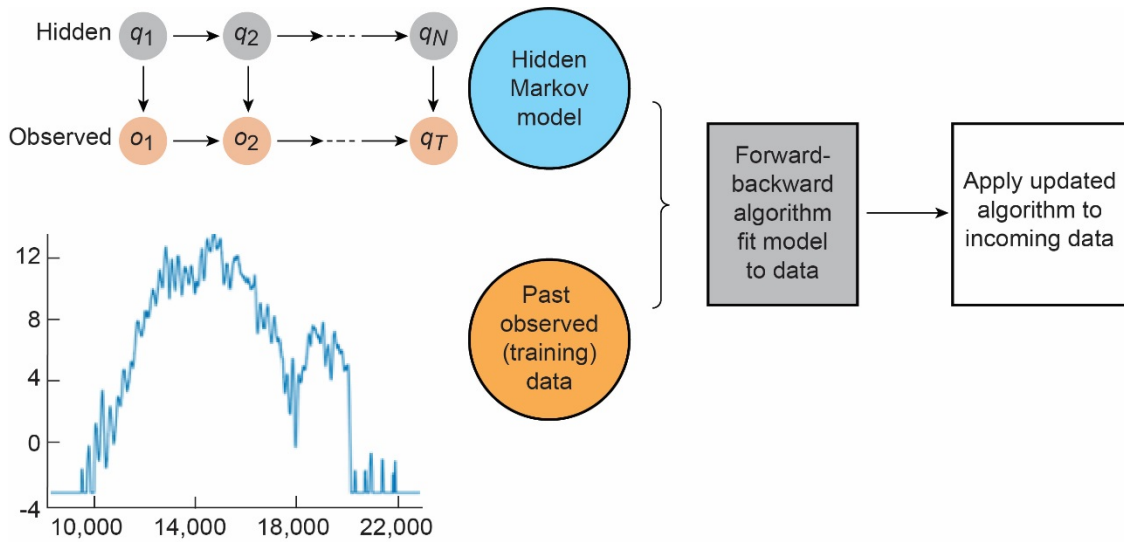 Hidden q1 q2 qN
Observed o1 o2 qT
Hidden
Markov
model
Forward-
backward
algorithm
fit model
to data
Apply updated
algorithm to
incoming data
Past
observed
(training)
data
12
8
4
0
-4
10,000 14,000 18,000 22,000